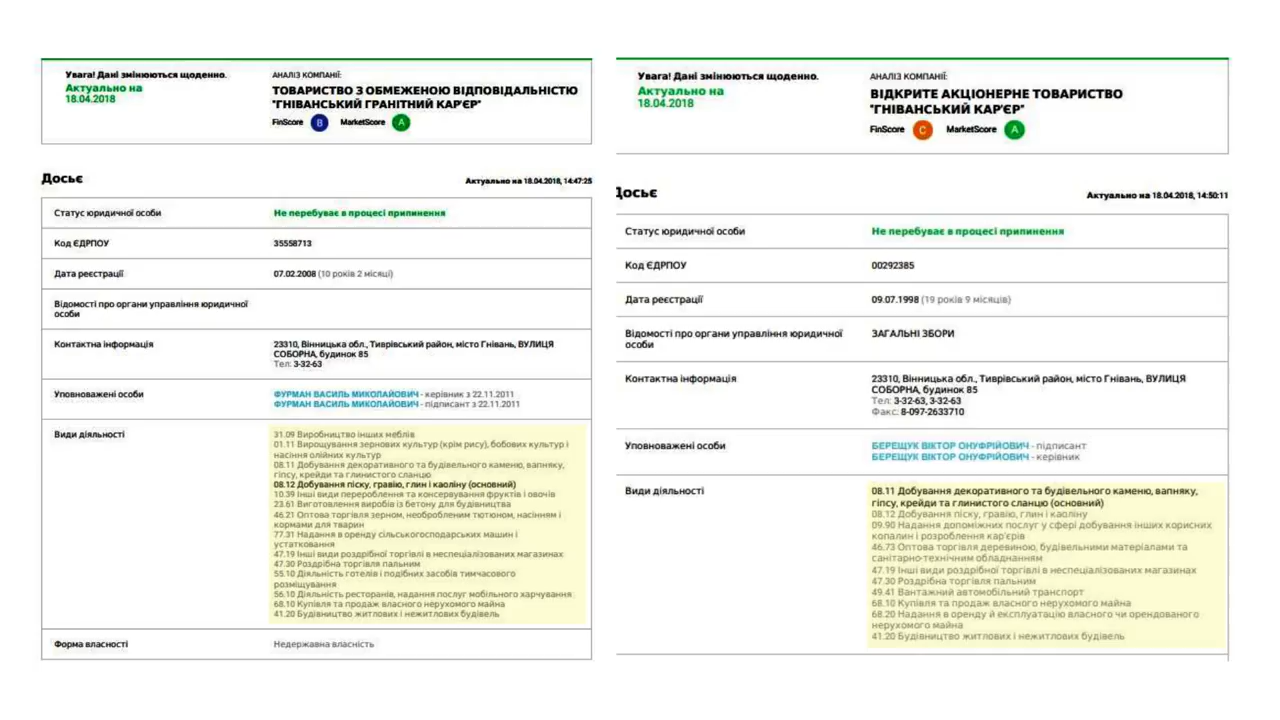 Увага! Дані змінюються щоденно.
Актуально на
18.04.2018
АНАЛІЗ КОМПАНІЇ:
ТОВАРИСТВО З ОБМЕЖЕНОЮ ВІДПОВІДАЛЬНІСТЮ
"ГНІВАНСЬКИЙ ГРАНІТНИЙ КАР'ЄР"
FinScore B MarketScore A
Досьє
Актуально на 18.04.2018, 14:47:25
Статус юридичної особи
Не перебуває в процесі припинення
Код ЄДРПОУ
35558713
Дата реєстрації
07.02.2008 (10 років 2 місяці)
Відомості про органи управління юридичної
особи
Контактна інформація
23310, Вінницька обл., Тиврівський район, місто Гнівань, ВУЛИЦЯ
СОБОРНА, будинок 85
Тел: 3-32-63
Уповноважені особи
ФУРМАН ВАСИЛЬ МИКОЛАЙОВИЧ - керівник з 22.11.2011
ФУРМАН ВАСИЛЬ МИКОЛАЙОВИЧ - підписант з 22.11.2011
Види діяльності
31.09 Виробництво інших меблів
01.11 Вирощування зернових культур (крім рису), бобових культур і
насіння олійних культур
08.11 Добування декоративного та будівельного каменю, вапняку,
гіпсу, крейди та глинистого сланцю
08.12 Добування піску, гравію, глин і каоліну (основний)
10.39 Інші види перероблення та консервування фруктів і овочів
23.61 Виготовлення виробів із бетону для будівництва
46.21 Оптова торгівля зерном, необробленим тютюном, насінням і
кормами для тварин
77.31 Надання в оренду сільськогосподарських машин і
устатковання
47.19 Інші види роздрібної торгівлі в неспеціалізованих магазинах
47.30 Роздрібна торгівля пальним
55.10 Діяльність готелів і подібних засобів тимчасового
розміщування
56.10 Діяльність ресторанів, надання послуг мобільного харчування
68.10 Купівля та продаж власного нерухомого майна
41.20 Будівництво житлових і нежитлових будівель
Форма власності
Недержавна власність
Увага! Дані змінюються щоденно.
Актуально на
18.04.2018
АНАЛІЗ КОМПАНІЇ:
ВІДКРИТЕ АКЦІОНЕРНЕ ТОВАРИСТВО
"ГНІВАНСЬКИЙ КАР'ЄР"
FinScore C MarketScore A
Досьє
Актуально на 18.04.2018, 14:50:11
Статус юридичної особи
Не перебуває в процесі припинення
Код ЄДРПОУ
00292385
Дата реєстрації
09.07.1998 (19 років 9 місяців)
Відомості про органи управління юридичної
особи
ЗАГАЛЬНІ ЗБОРИ
Контактна інформація
23310, Вінницька обл., Тиврівський район, місто Гнівань, ВУЛИЦЯ
СОБОРНА, будинок 85
Тел: 3-32-63, 3-32-63
Факс: 8-097-2633710
Уповноважені особи
БЕРЕЩУК ВІКТОР ОНУФРІЙОВИЧ - підписант
БЕРЕЩУК ВІКТОР ОНУФРІЙОВИЧ - керівник
Види діяльності
08.11 Добування декоративного та будівельного каменю, вапняку,
гіпсу, крейди та глинистого сланцю (основний)
08.12 Добування піску, гравію, глин і каоліну
09.90 Надання допоміжних послуг у сфері добування інших корисних
копалин і розроблення кар'єрів
46.73 Оптова торгівля деревиною, будівельними матеріалами та
санітарно-технічним обладнанням
47.19 Інші види роздрібної торгівлі в неспеціалізованих магазинах
47.30 Роздрібна торгівля пальним
49.41 Вантажний автомобільний транспорт
68.10 Купівля та продаж власного нерухомого майна
68.20 Надання в оренду й експлуатацію власного чи орендованого
нерухомого майна
41.20 Будівництво житлових і нежитлових будівель